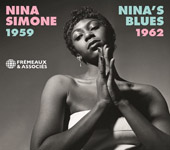 NINA
SIMONE
1959
NINA'S
BLUES
1962
FRÉMEAUX
& ASSOCIÉS